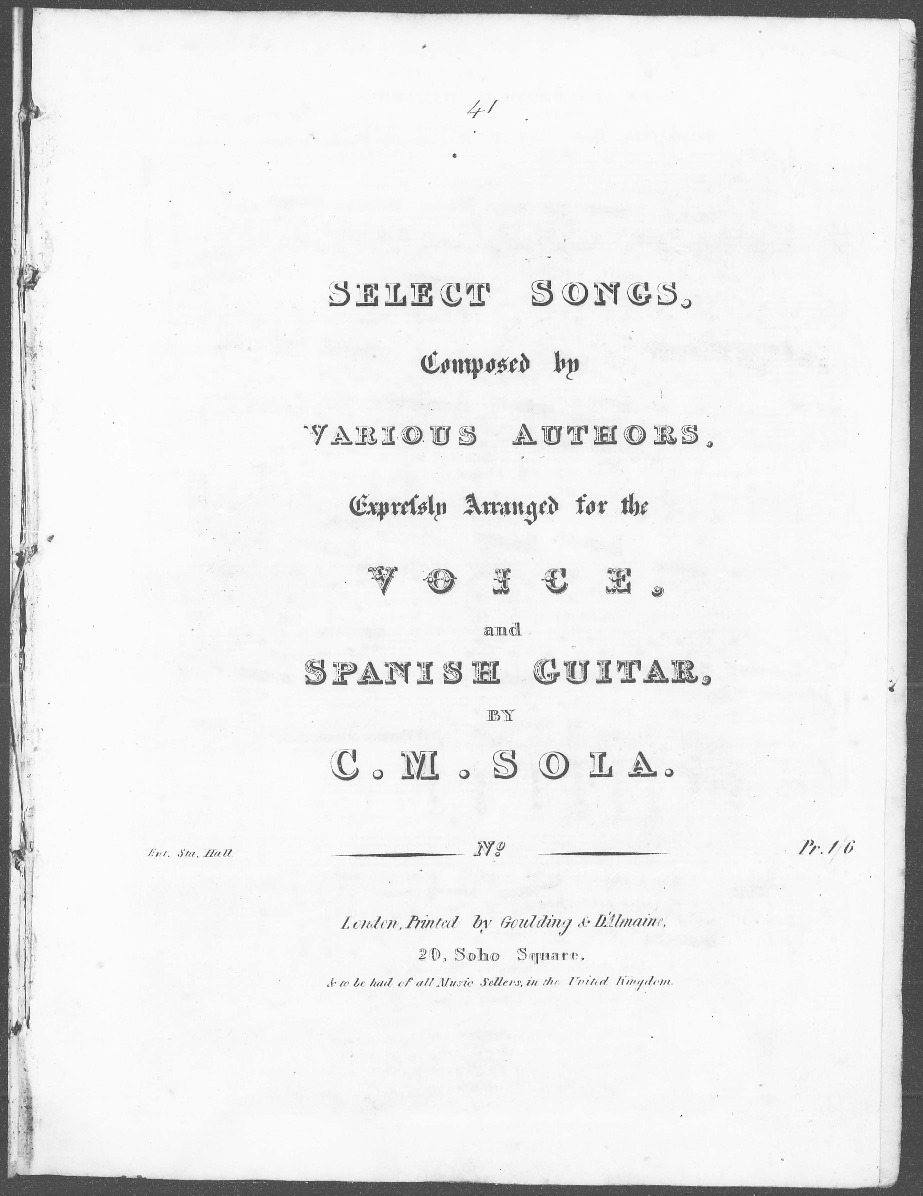 41
SELECT SONGS,
Composed by
VARIOUS AUTHORS,
Expreſsly Arranged for the
VOICE,
and
SPANISH GUITAR,
BY
C. M. SOLA.
Ent. Sta. Hall
Nº
Pr. 1/6
London, Printed by Goulding & D'Almaine,
20, Soho Square,
& to be had of all Music Sellers, in the United Kingdom.